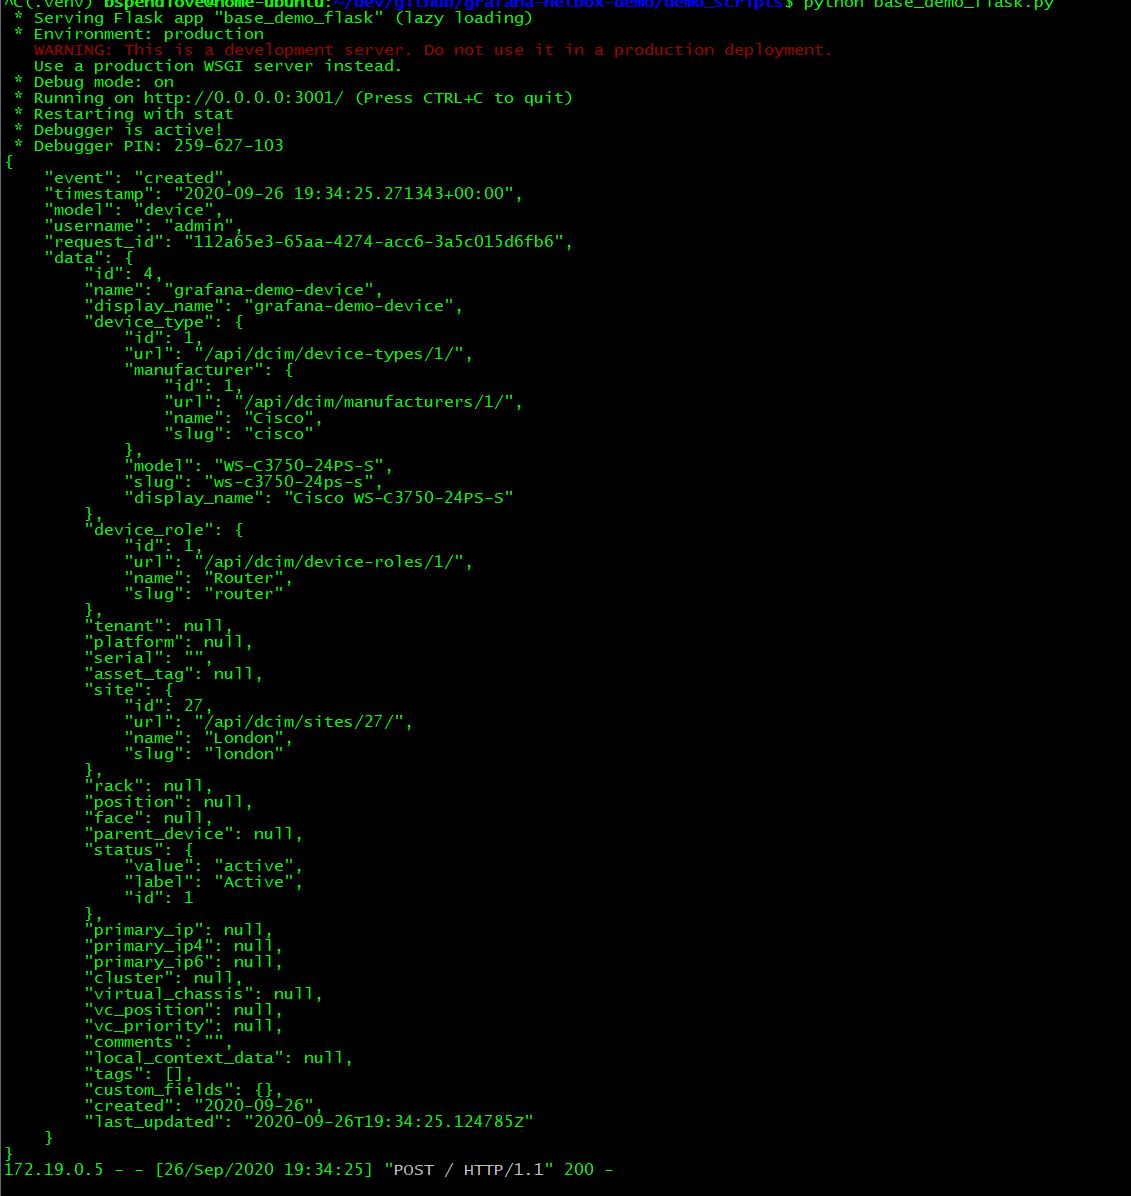 ^C(.venv) bspendlove@home-ubuntu:~/dev/github/grafana-netbox-demo/demo_scripts$ python base_demo_flask.py
 * Serving Flask app "base_demo_flask" (lazy loading)
 * Environment: production
   WARNING: This is a development server. Do not use it in a production deployment.
   Use a production WSGI server instead.
 * Debug mode: on
 * Running on http://0.0.0.0:3001/ (Press CTRL+C to quit)
 * Restarting with stat
 * Debugger is active!
 * Debugger PIN: 259-627-103
{
    "event": "created",
    "timestamp": "2020-09-26 19:34:25.271343+00:00",
    "model": "device",
    "username": "admin",
    "request_id": "112a65e3-65aa-4274-acc6-3a5c015d6fb6",
    "data": {
        "id": 4,
        "name": "grafana-demo-device",
        "display_name": "grafana-demo-device",
        "device_type": {
            "id": 1,
            "url": "/api/dcim/device-types/1/",
            "manufacturer": {
                "id": 1,
                "url": "/api/dcim/manufacturers/1/",
                "name": "Cisco",
                "slug": "cisco"
            },
            "model": "WS-C3750-24PS-S",
            "slug": "ws-c3750-24ps-s",
            "display_name": "Cisco WS-C3750-24PS-S"
        },
        "device_role": {
            "id": 1,
            "url": "/api/dcim/device-roles/1/",
            "name": "Router",
            "slug": "router"
        },
        "tenant": null,
        "platform": null,
        "serial": "",
        "asset_tag": null,
        "site": {
            "id": 27,
            "url": "/api/dcim/sites/27/",
            "name": "London",
            "slug": "london"
        },
        "rack": null,
        "position": null,
        "face": null,
        "parent_device": null,
        "status": {
            "value": "active",
            "label": "Active",
            "id": 1
        },
        "primary_ip": null,
        "primary_ip4": null,
        "primary_ip6": null,
        "cluster": null,
        "virtual_chassis": null,
        "vc_position": null,
        "vc_priority": null,
        "comments": "",
        "local_context_data": null,
        "tags": [],
        "custom_fields": {},
        "created": "2020-09-26",
        "last_updated": "2020-09-26T19:34:25.124785Z"
    }
}
172.19.0.5 - - [26/Sep/2020 19:34:25] "POST / HTTP/1.1" 200 -